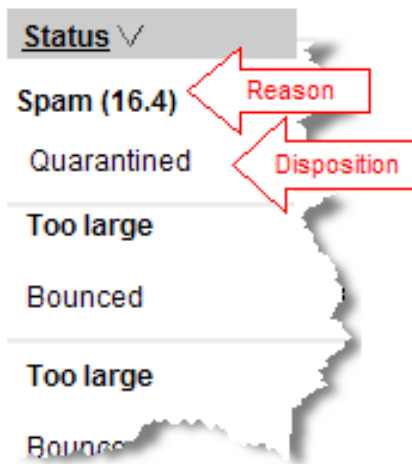 Status
Spam (16.4)
Reason
Quarantined
Disposition
Too large
Bounced
Too large